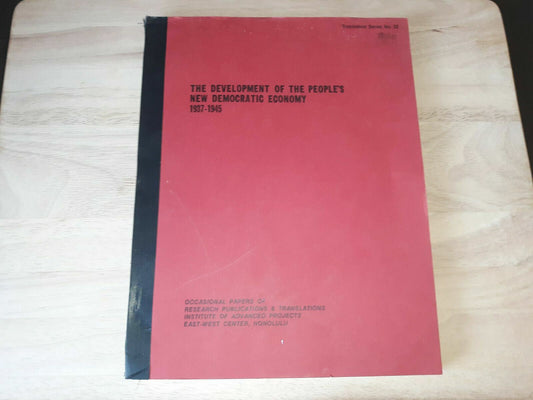 Translation Series No. 22
THE DEVELOPMENT OF THE PEOPLE'S
NEW DEMOCRATIC ECONOMY
1937-1945
OCCASIONAL PAPERS OF
RESEARCH PUBLICATIONS & TRANSLATIONS
INSTITUTE OF ADVANCED PROJECTS
EAST-WEST CENTER, HONOLULU